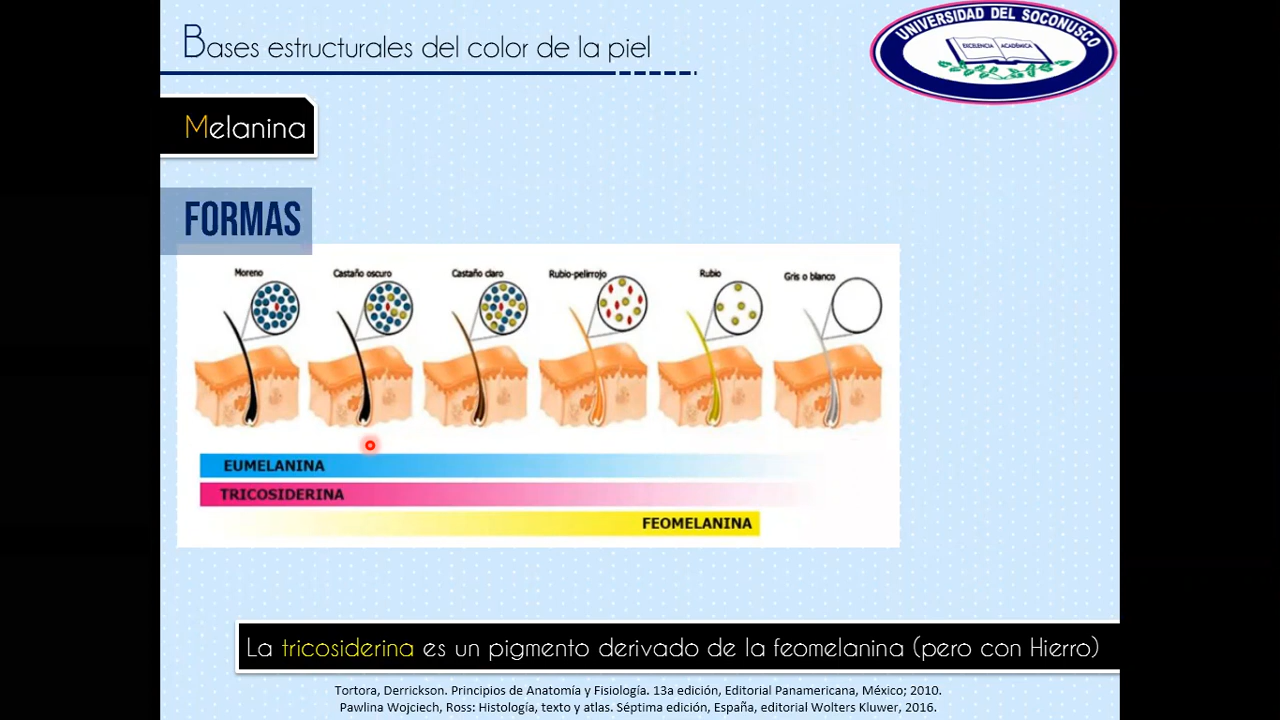 Bases estructurales del color de la piel
UNIVERSIDAD DEL SOCONUSCO
EXCELENCIA ACADÉMICA
Melanina
FORMAS
Moreno Castaño oscuro Castaño claro Rubio-pelirrojo Rubio Gris o blanco
EUMELANINA
TRICOSIDERINA
FEOMELANINA
La tricosiderina es un pigmento derivado de la feomelanina (pero con Hierro)
Tortora, Derrickson. Principios de Anatomía y Fisiología. 13a edición, Editorial Panamericana, México; 2010.
Pawlina Wojciech, Ross: Histología, texto y atlas. Séptima edición, España, editorial Wolters Kluwer, 2016.